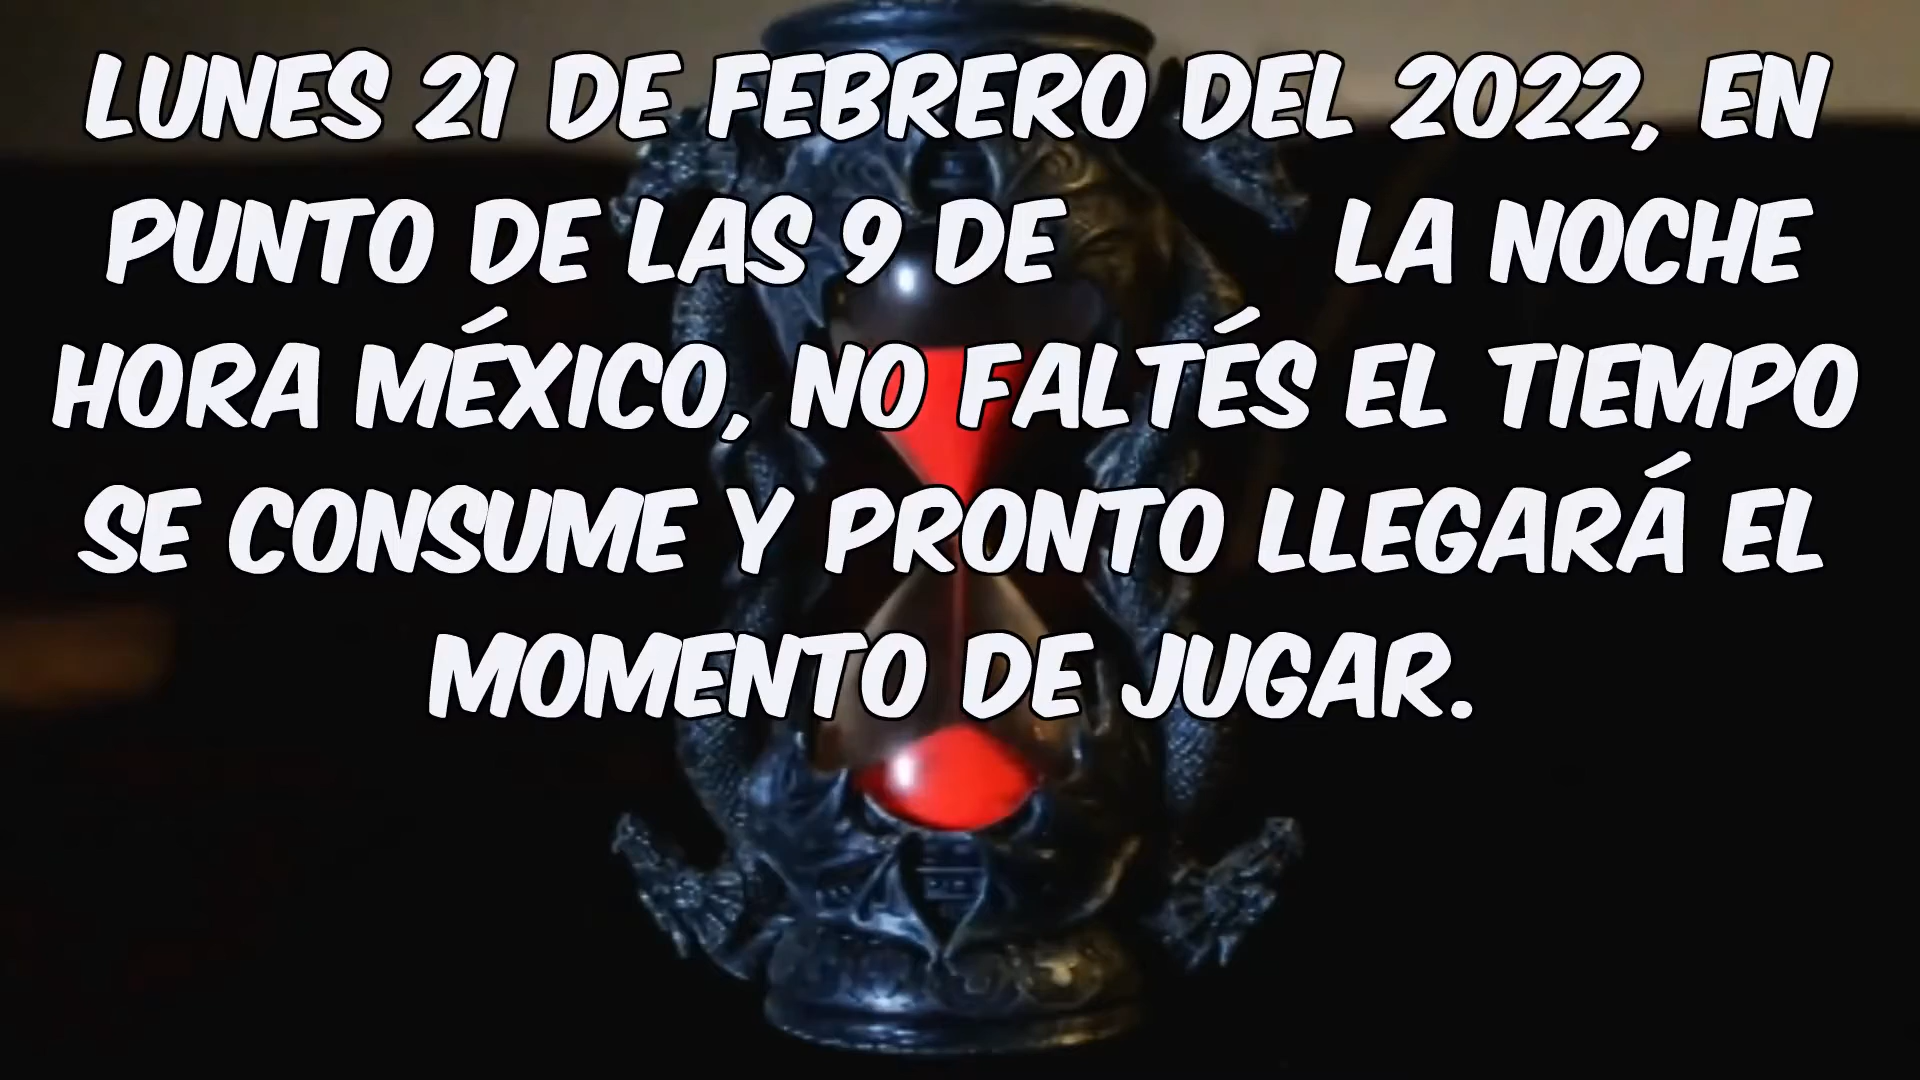 LUNES 21 DE FEBRERO DEL 2022, EN
PUNTO DE LAS 9 DE LA NOCHE
HORA MÉXICO, NO FALTÉS EL TIEMPO
SE CONSUME Y PRONTO LLEGARÁ EL
MOMENTO DE JUGAR.